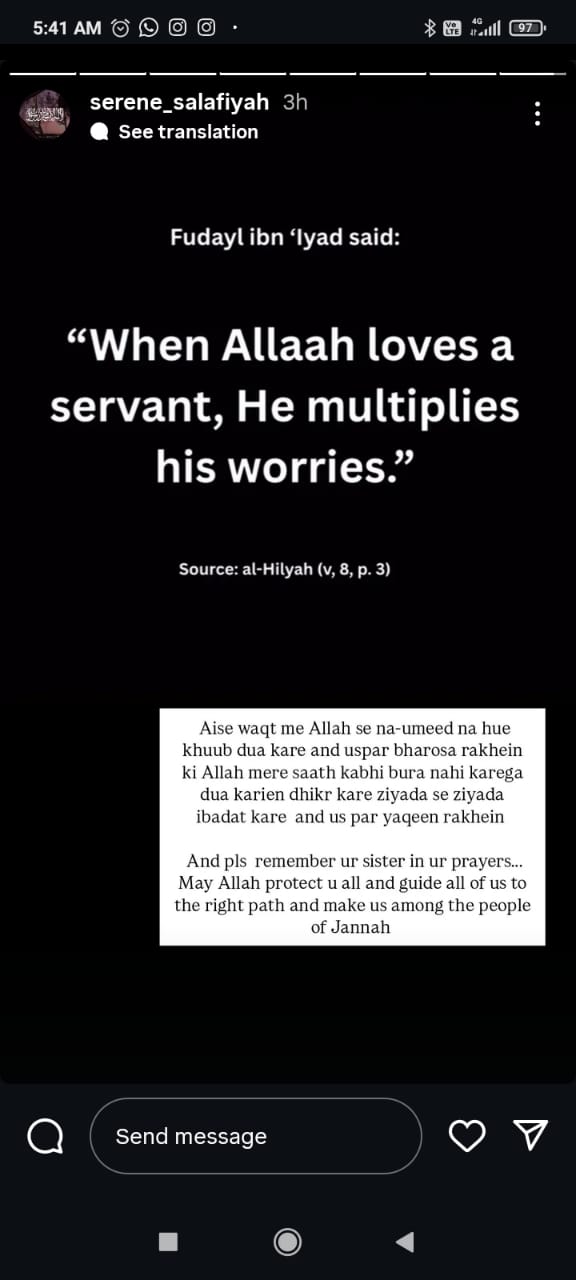 5:41 AM
4G
Vo
LTE
97
serene_salafiyah 3h
See translation
Fudayl ibn ‘Iyad said:
“When Allaah loves a
servant, He multiplies
his worries.”
Source: al-Hilyah (v, 8, p. 3)
Aise waqt me Allah se na-umeed na hue
khuub dua kare and uspar bharosa rakhein
ki Allah mere saath kabhi bura nahi karega
dua karien dhikr kare ziyada se ziyada
ibadat kare and us par yaqeen rakhein
And pls remember ur sister in ur prayers...
May Allah protect u all and guide all of us to
the right path and make us among the people
of Jannah
Send message